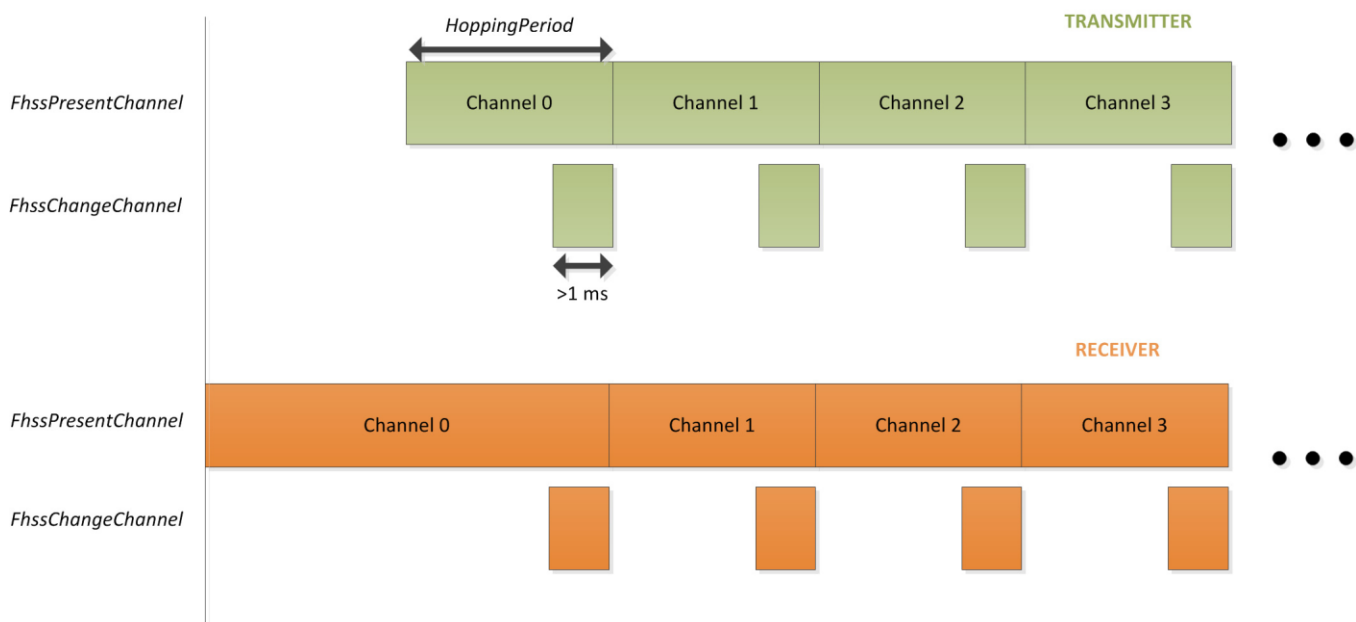 HoppingPeriod
TRANSMITTER
FhssPresentChannel
Channel 0
Channel 1
Channel 2
Channel 3
FhssChangeChannel
>1 ms
RECEIVER
FhssPresentChannel
Channel 0
Channel 1
Channel 2
Channel 3
FhssChangeChannel